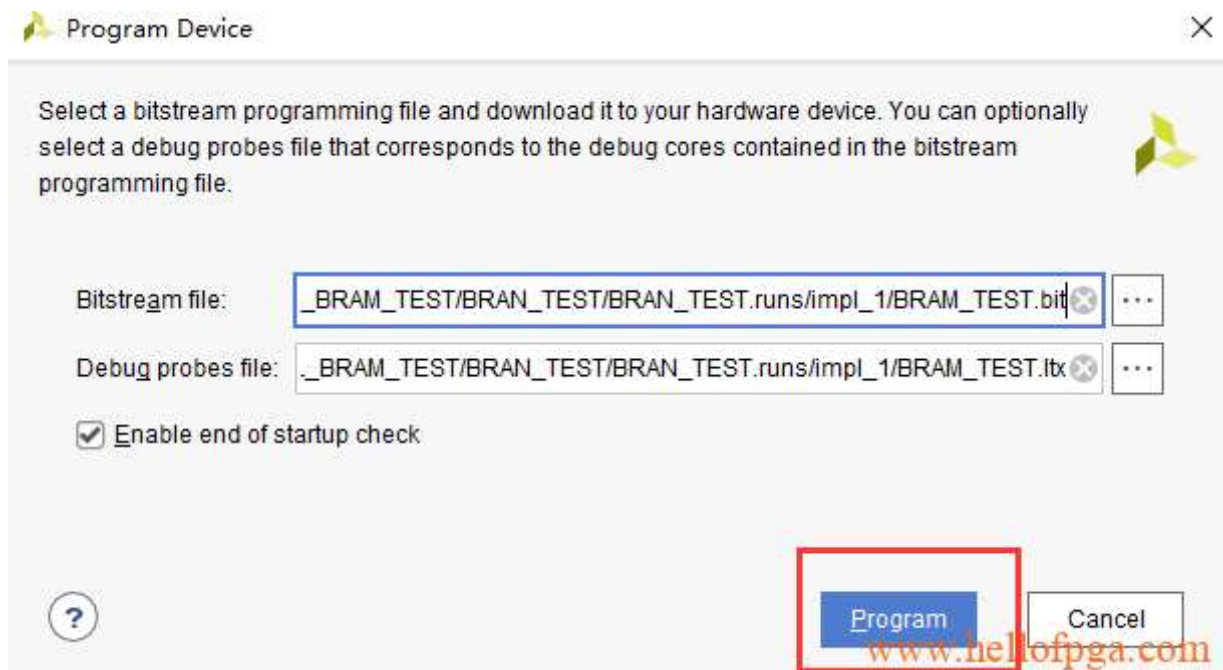 Program Device
Select a bitstream programming file and download it to your hardware device. You can optionally
select a debug probes file that corresponds to the debug cores contained in the bitstream
programming file.
Bitstream file: _BRAM_TEST/BRAN_TEST/BRAN_TEST.runs/impl_1/BRAM_TEST.bit ...
Debug probes file: ._BRAM_TEST/BRAN_TEST/BRAN_TEST.runs/impl_1/BRAM_TEST.ltx ...
Enable end of startup check
? Program Cancel
www.hellofpga.com